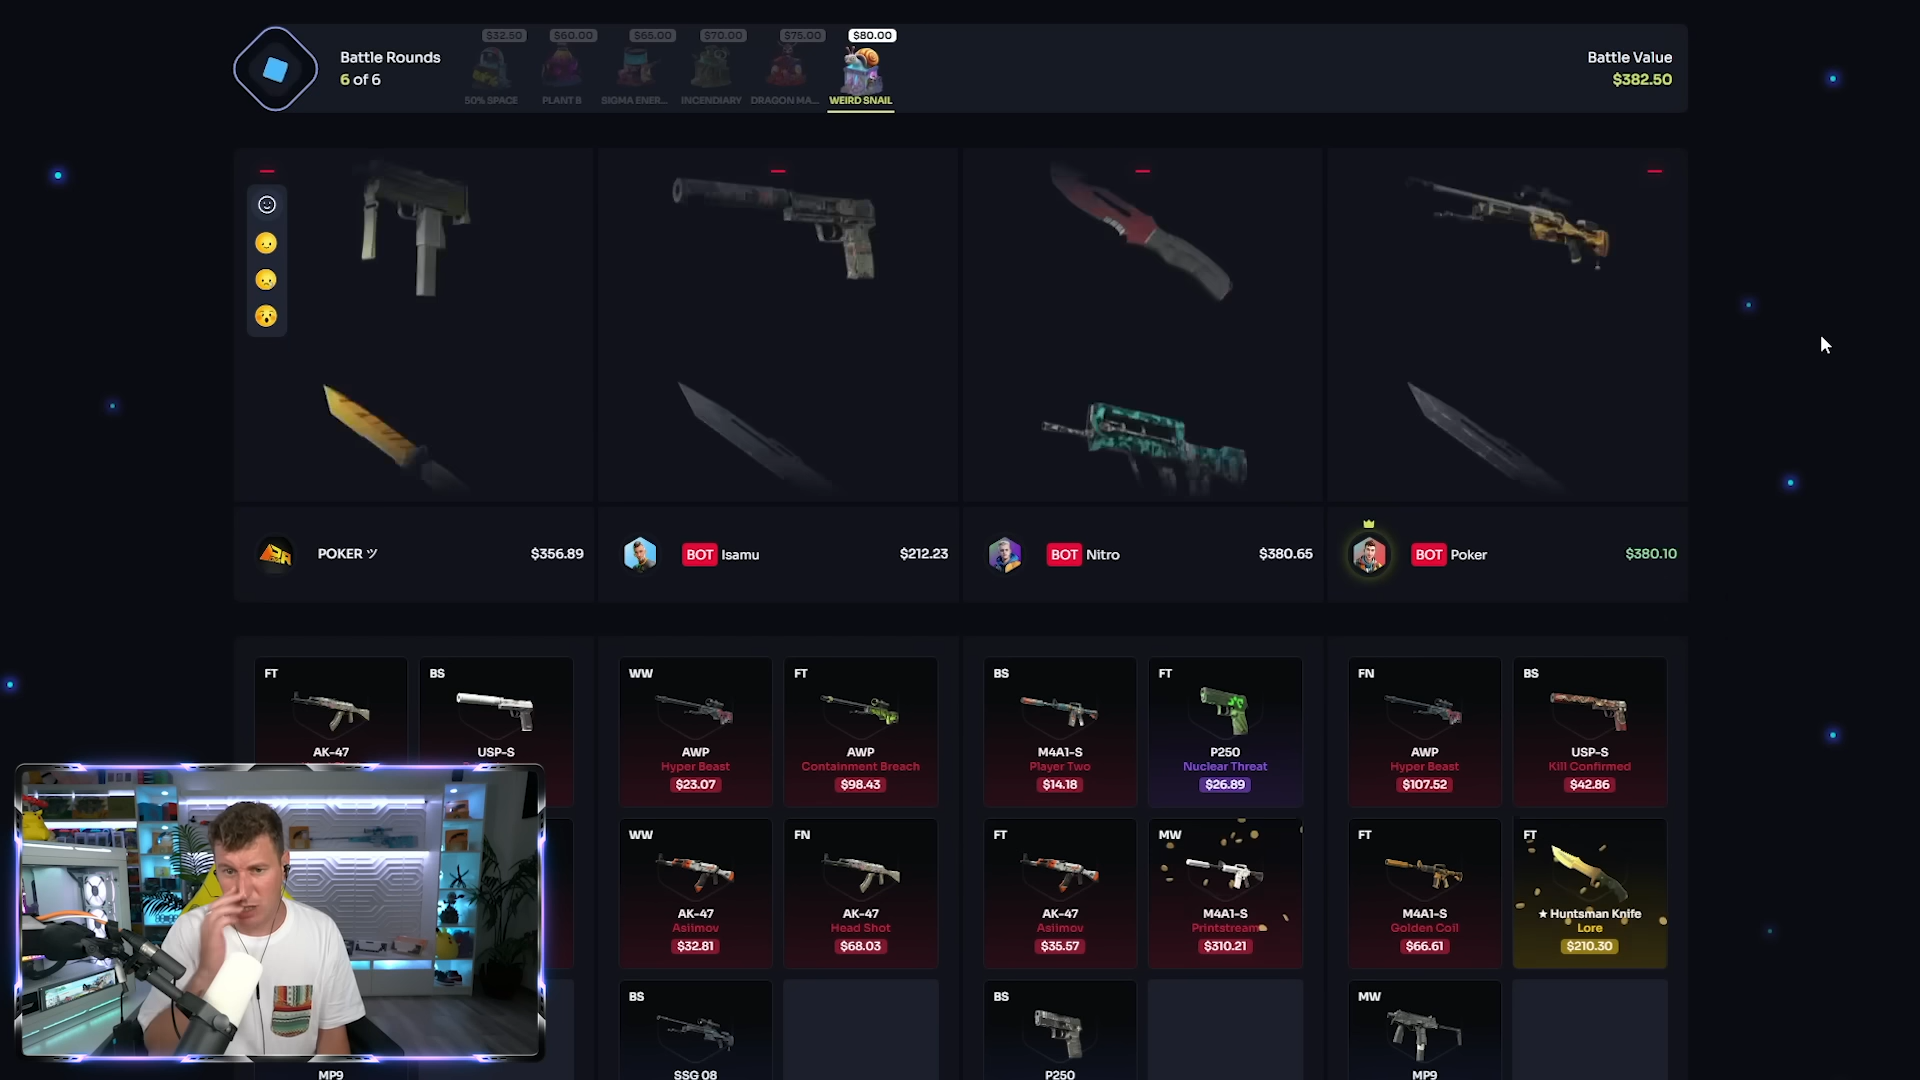 $32.50
$60.00
$65.00
$70.00
$75.00
$80.00
Battle Rounds
6 of 6
50% SPACE
PLANT B
SIGMA ENER...
INCENDIARY
DRAGON MA...
WEIRD SNAIL
Battle Value
$382.50
POKER ツ
$356.89
BOT Isamu
$212.23
BOT Nitro
$380.65
BOT Poker
$380.10
FT
AK-47
BS
USP-S
WW
AWP
Hyper Beast
$23.07
FT
AWP
Containment Breach
$98.43
BS
M4A1-S
Player Two
$14.18
FT
P250
Nuclear Threat
$26.89
FN
AWP
Hyper Beast
$107.52
BS
USP-S
Kill Confirmed
$42.86
WW
AK-47
Asiimov
$32.81
FN
AK-47
Head Shot
$68.03
FT
AK-47
Asiimov
$35.57
MW
M4A1-S
Printstream
$310.21
FT
M4A1-S
Golden Coil
$66.61
FT
★ Huntsman Knife
Lore
$210.30
MP9
BS
SSG 08
BS
P250
MW
MP9